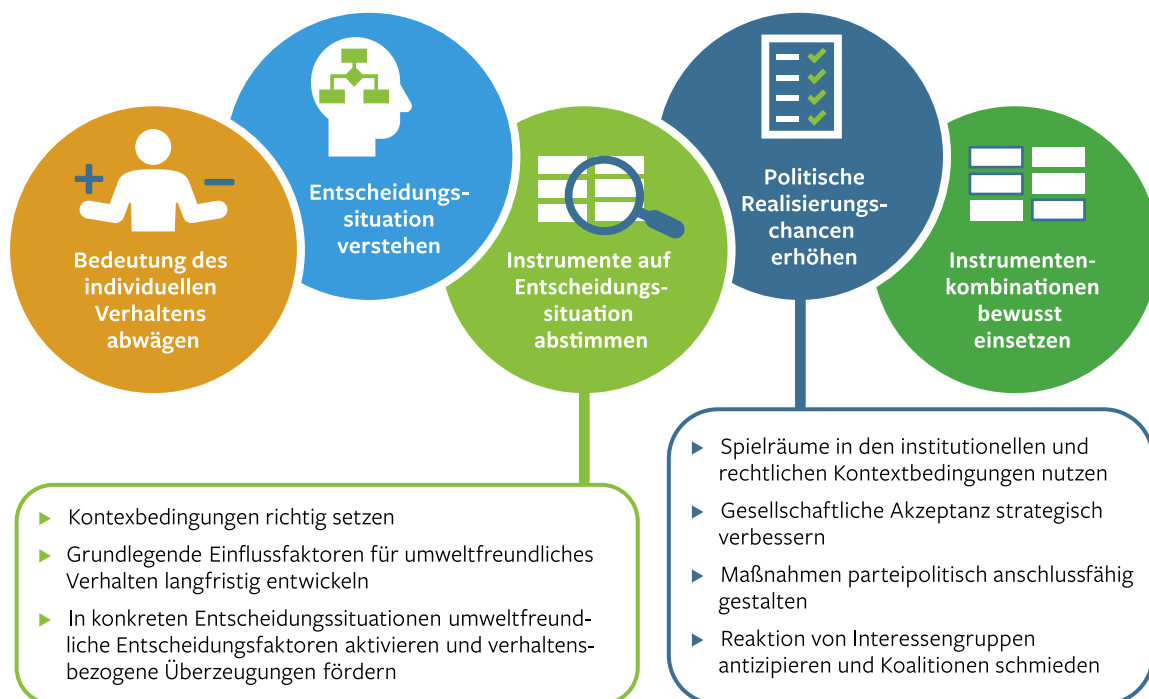 Bedeutung des
individuellen
Verhaltens
abwägen
Entscheidungs-
situation
verstehen
Instrumente auf
Entscheidungs-
situation
abstimmen
Politische
Realisierungs-
chancen
erhöhen
Instrumenten-
kombinationen
bewusst
einsetzen
Kontexbedingungen richtig setzen
Grundlegende Einflussfaktoren für umweltfreundliches
Verhalten langfristig entwickeln
In konkreten Entscheidungssituationen umweltfreund-
liche Entscheidungsfaktoren aktivieren und verhaltens-
bezogene Überzeugungen fördern
Spielräume in den institutionellen und
rechtlichen Kontextbedingungen nutzen
Gesellschaftliche Akzeptanz strategisch
verbessern
Maßnahmen parteipolitisch anschlussfähig
gestalten
Reaktion von Interessengruppen
antizipieren und Koalitionen schmieden